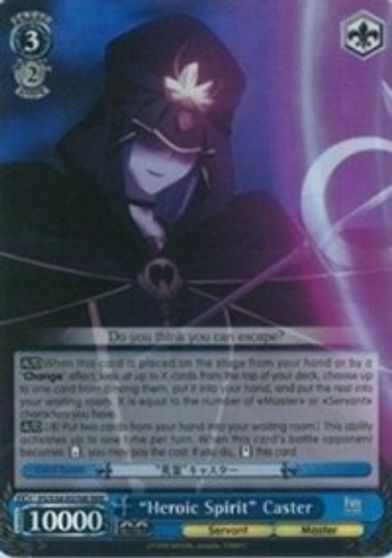 3
2
Do you think you can escape?
When this card is placed on the stage from your hand or by a
"Change" effect, look at up to X cards from the top of your deck, choose up
to one card from among them, put it into your hand, and put the rest into
your waiting room. X is equal to the number of «Master» or «Servant»
characters you have.
Put two cards from your hand into your waiting room] This ability
activates up to one time per turn. When this card's battle opponent
becomes you may pay the cost. If you do, this card.
"英霊"キャスター
10000
"Heroic Spirit" Caster
Fate
Servant
Master